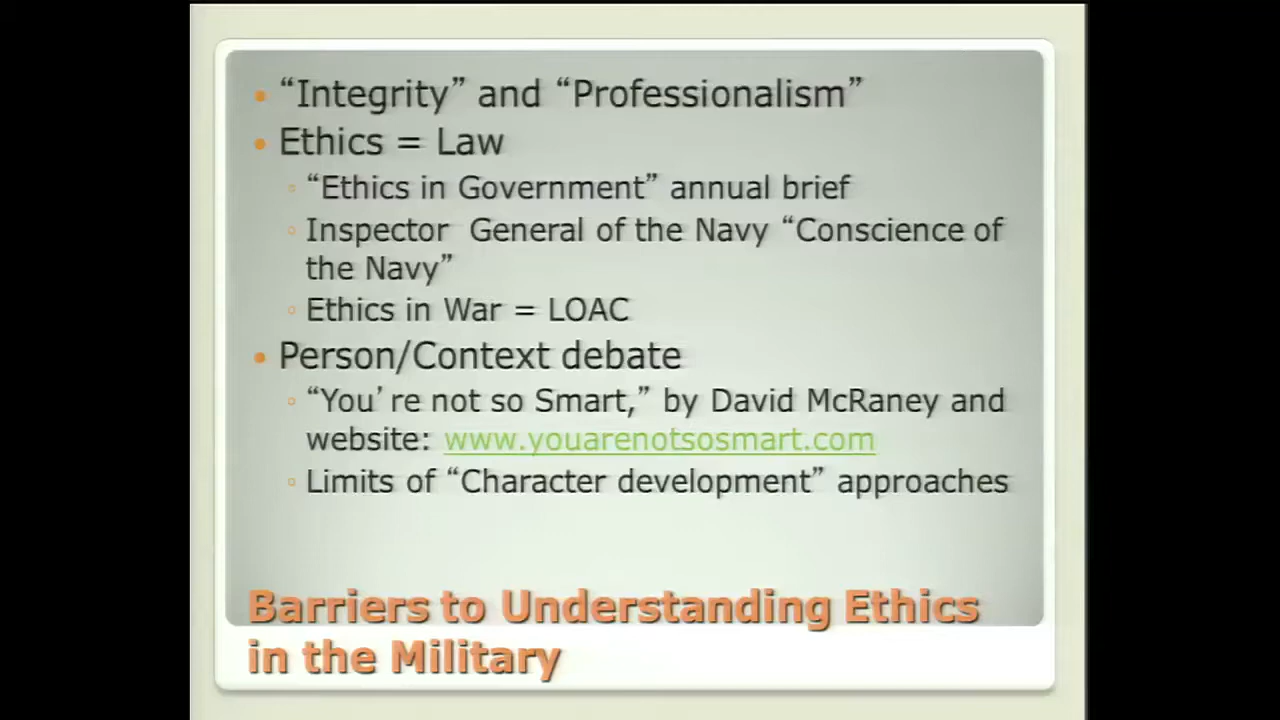 • “Integrity” and “Professionalism”
• Ethics = Law
◦ “Ethics in Government” annual brief
◦ Inspector  General of the Navy “Conscience of
the Navy”
◦ Ethics in War = LOAC
• Person/Context debate
◦ “You’re not so Smart,” by David McRaney and
website: www.youarenotsosmart.com
◦ Limits of “Character development” approaches
Barriers to Understanding Ethics
in the Military